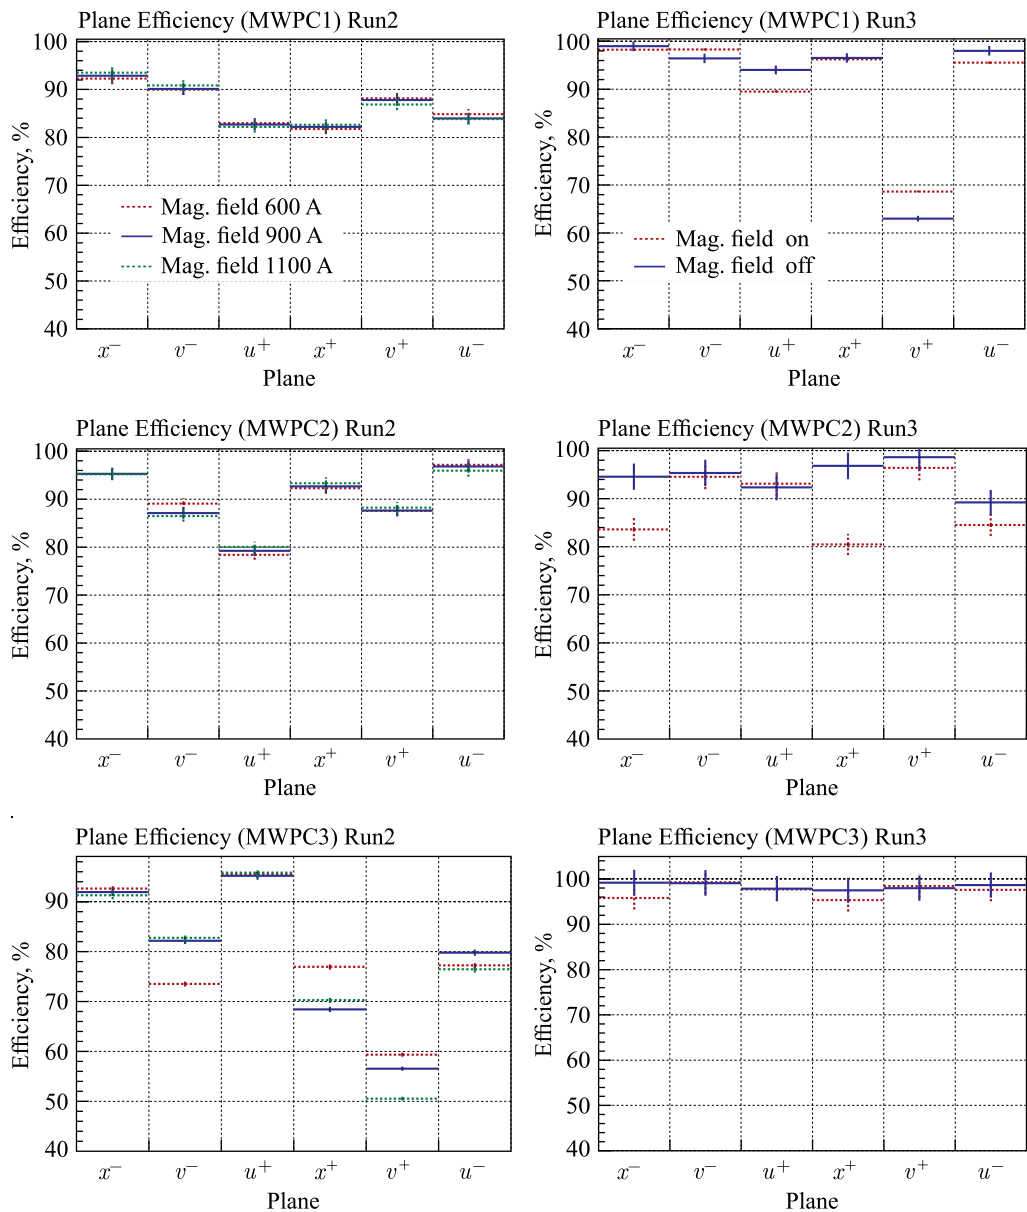 Plane Efficiency (MWPC1) Run2
100
90
80
70
60
50
40
Efficiency, %
Mag. field 600 A
Mag. field 900 A
Mag. field 1100 A
x− v− u+ x+ v+ u−
Plane
Plane Efficiency (MWPC1) Run3
100
90
80
70
60
50
40
Efficiency, %
Mag. field on
Mag. field off
x− v− u+ x+ v+ u−
Plane
Plane Efficiency (MWPC2) Run2
100
90
80
70
60
50
40
Efficiency, %
x− v− u+ x+ v+ u−
Plane
Plane Efficiency (MWPC2) Run3
100
90
80
70
60
50
40
Efficiency, %
x− v− u+ x+ v+ u−
Plane
Plane Efficiency (MWPC3) Run2
90
80
70
60
50
40
Efficiency, %
x− v− u+ x+ v+ u−
Plane
Plane Efficiency (MWPC3) Run3
100
90
80
70
60
50
40
Efficiency, %
x− v− u+ x+ v+ u−
Plane